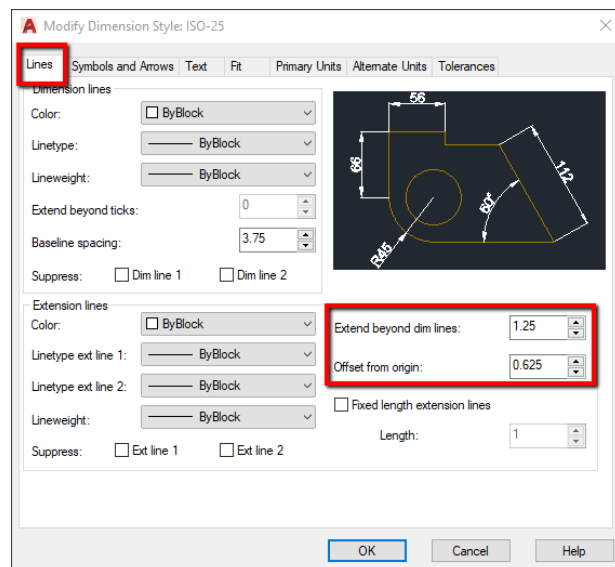 A Modify Dimension Style: ISO-25
Lines Symbols and Arrows Text Fit Primary Units Alternate Units Tolerances
Dimension lines
Color: ByBlock
Linetype: ByBlock
Lineweight: ByBlock
Extend beyond ticks: 0
Baseline spacing: 3.75
Suppress: Dim line 1 Dim line 2
56
66
112
60°
R45
Extension lines
Color: ByBlock
Linetype ext line 1: ByBlock
Linetype ext line 2: ByBlock
Lineweight: ByBlock
Suppress: Ext line 1 Ext line 2
Extend beyond dim lines: 1.25
Offset from origin: 0.625
Fixed length extension lines
Length: 1
OK Cancel Help